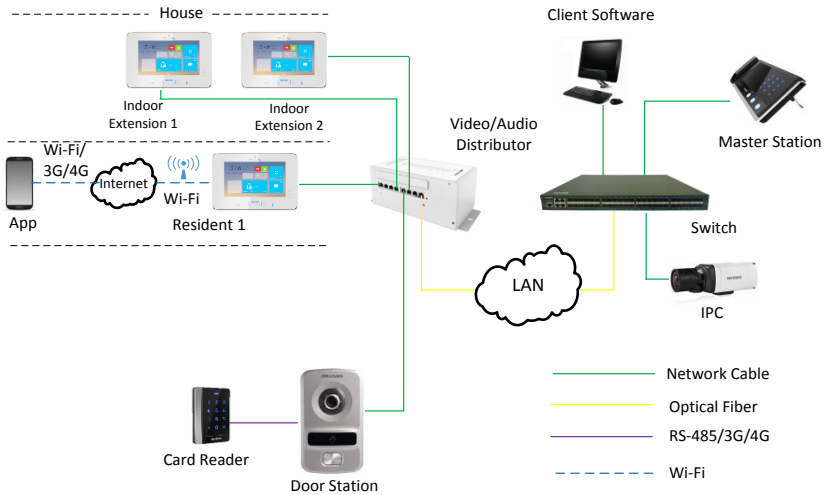 House
Client Software
Indoor
Extension 1
Indoor
Extension 2
Video/Audio
Distributor
Master Station
Wi-Fi/
3G/4G
Internet
Wi-Fi
App
Resident 1
Switch
LAN
IPC
Network Cable
Optical Fiber
RS-485/3G/4G
Wi-Fi
Card Reader
Door Station